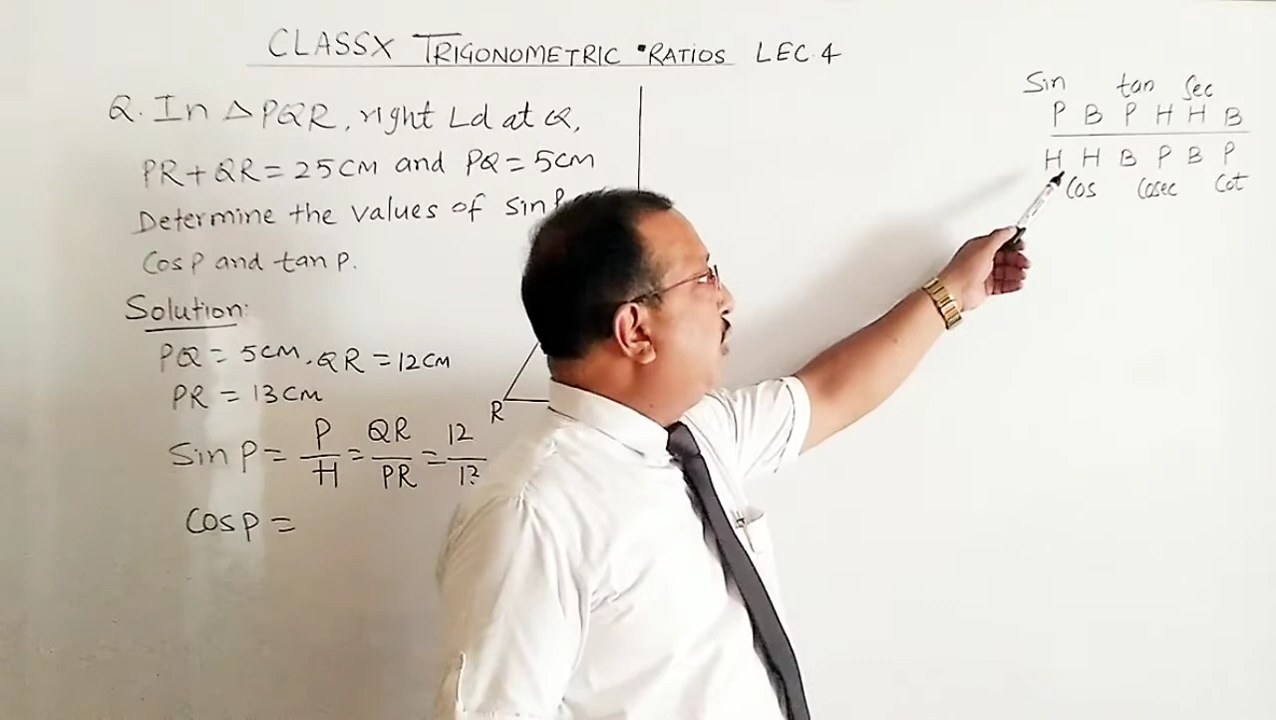 CLASSX TRIGONOMETRIC RATIOS LEC.4
Q. In △PQR, right Ld at Q,
PR+QR=25CM and PQ=5cm
Determine the values of sin P
Cos P and tan P.
Solution:
PQ = 5CM. QR = 12CM
PR = 13CM
Sin P = P/H = QR/PR = 12/13
Cos P =
R
Sin tan Sec
P B P H H B
H H B P B P
Cos Cosec Cot